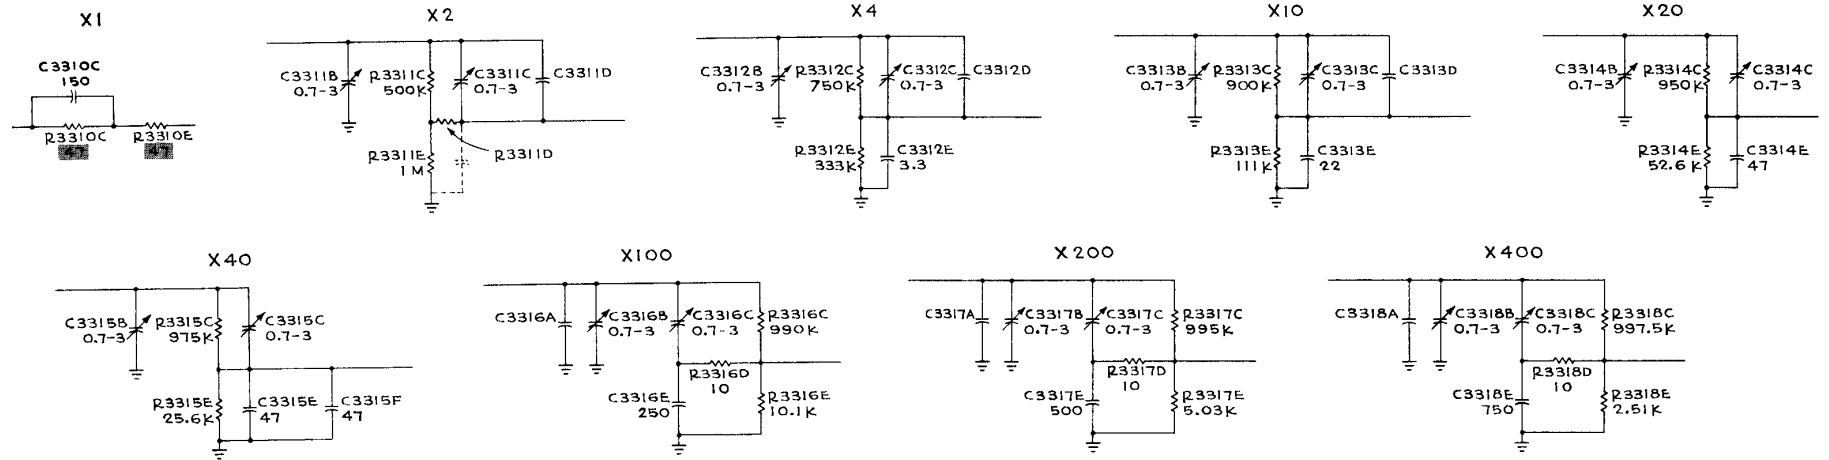 X1
C3310C
150
R3310C
47
R3310E
47
X2
C3311B
0.7-3
R3311C
500K
C3311C
0.7-3
C3311D
R3311E
1M
R3311D
X4
C3312B
0.7-3
R3312C
750K
C3312C
0.7-3
C3312D
R3312E
333K
C3312E
3.3
X10
C3313B
0.7-3
R3313C
900K
C3313C
0.7-3
C3313D
R3313E
111K
C3313E
22
X20
C3314B
0.7-3
R3314C
950K
C3314C
0.7-3
R3314E
52.6K
C3314E
47
X40
C3315B
0.7-3
R3315C
975K
C3315C
0.7-3
R3315E
25.6K
C3315E
47
C3315F
47
X100
C3316A
C3316B
0.7-3
C3316C
0.7-3
R3316C
990K
R3316D
10
C3316E
250
R3316E
10.1K
X200
C3317A
C3317B
0.7-3
C3317C
0.7-3
R3317C
995K
R3317D
10
C3317E
500
R3317E
5.03K
X400
C3318A
C3318B
0.7-3
C3318C
0.7-3
R3318C
997.5K
R3318D
10
C3318E
750
R3318E
2.51K